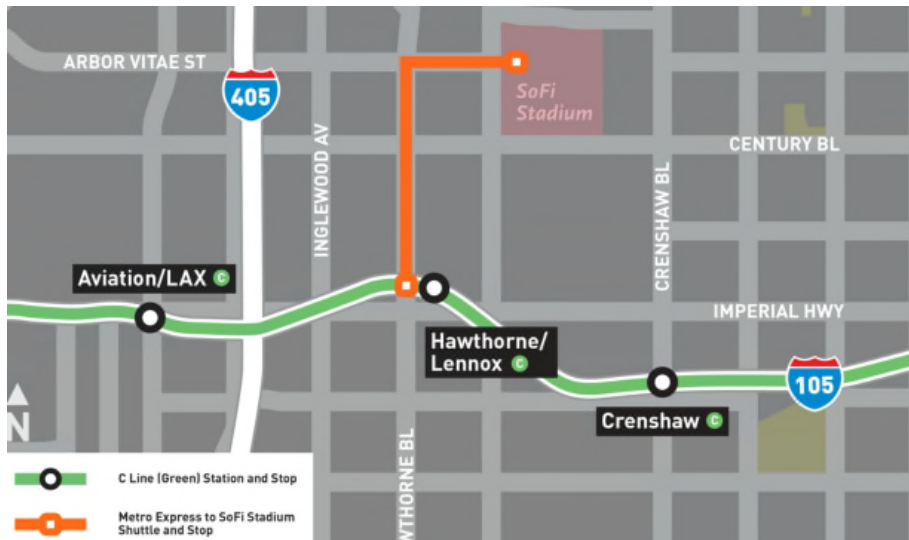 ARBOR VITAE ST
405
SoFi
Stadium
CENTURY BL
INGLEWOOD AV
CRENSHAW BL
Aviation/LAX C
IMPERIAL HWY
Hawthorne/
Lennox C
105
Crenshaw C
N
WTHORNE BL
C Line (Green) Station and Stop
Metro Express to SoFi Stadium
Shuttle and Stop